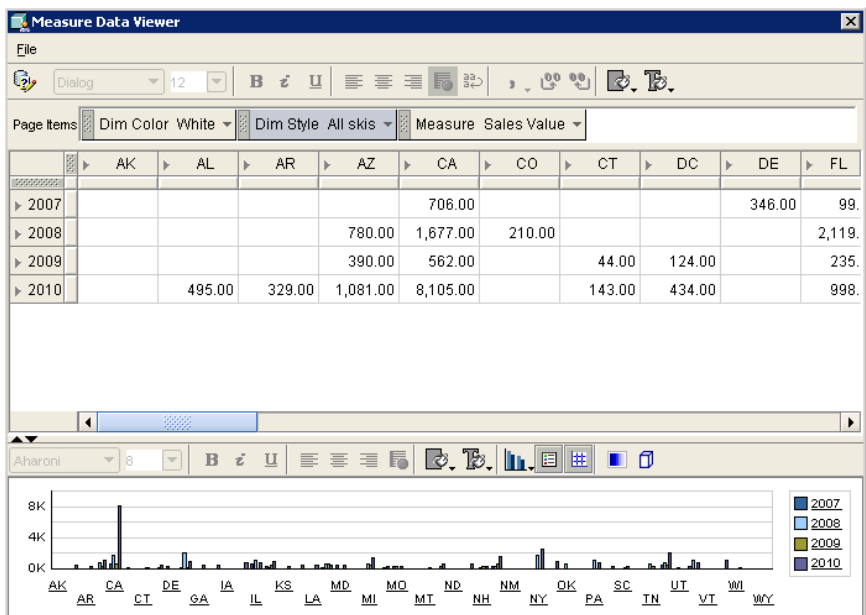 Measure Data Viewer
File
Dialog 12 B i U
Page Items Dim Color White Dim Style All skis Measure Sales Value
AK AL AR AZ CA CO CT DC DE FL
2007 706.00 346.00 99.
2008 780.00 1,677.00 210.00 2,119.
2009 390.00 562.00 44.00 124.00 235.
2010 495.00 329.00 1,081.00 8,105.00 143.00 434.00 998.
Aharoni 8 B i U
8K
4K
0K
AK CA DE IA KS MD MO ND NM OK SC UT WI
AR CT GA IL LA MI MT NH NY PA TN VT WY
2007
2008
2009
2010